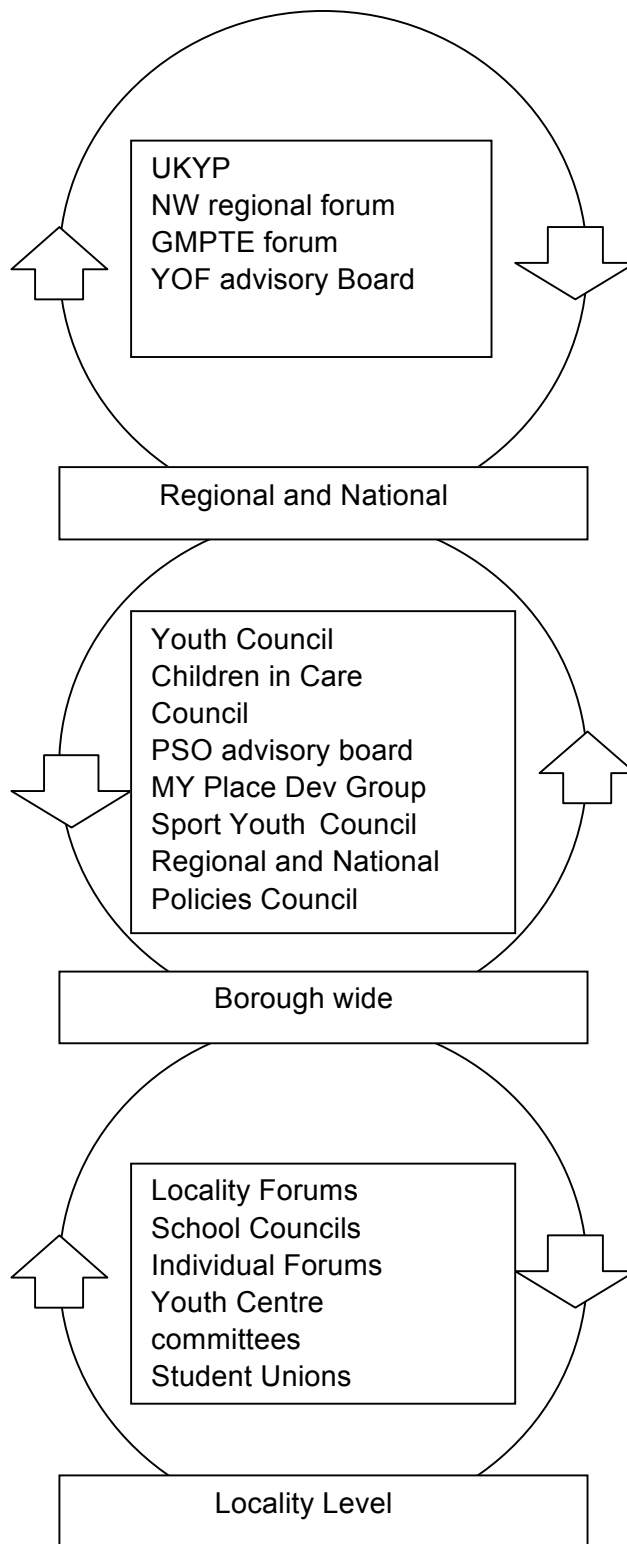 UKYP
NW regional forum
GMPTE forum
YOF advisory Board
Regional and National
Youth Council
Children in Care
Council
PSO advisory board
MY Place Dev Group
Sport Youth Council
Regional and National
Policies Council
Borough wide
Locality Forums
School Councils
Individual Forums
Youth Centre
committees
Student Unions
Locality Level